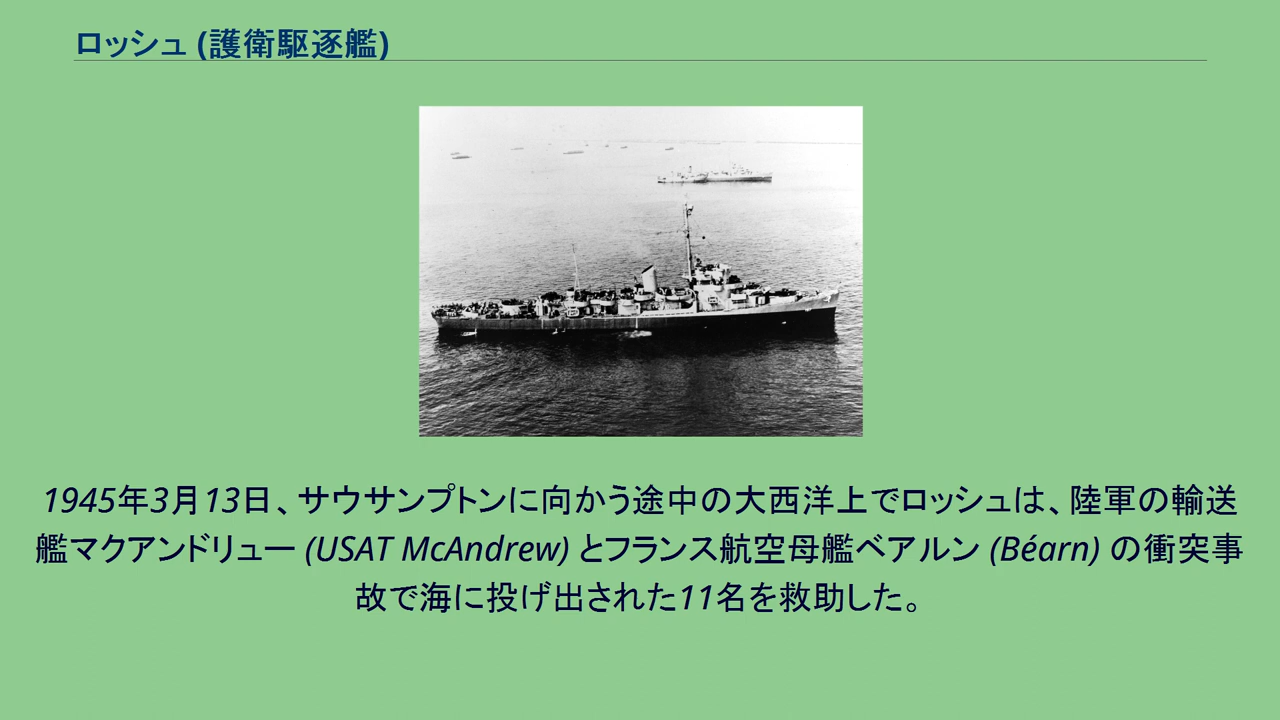 ロッシュ (護衛駆逐艦)
1945年3月13日、サウサンプトンに向かう途中の大西洋上でロッシュは、陸軍の輸送
艦マクアンドリュー (USAT McAndrew) とフランス航空母艦ベアルン (Béarn) の衝突事
故で海に投げ出された11名を救助した。